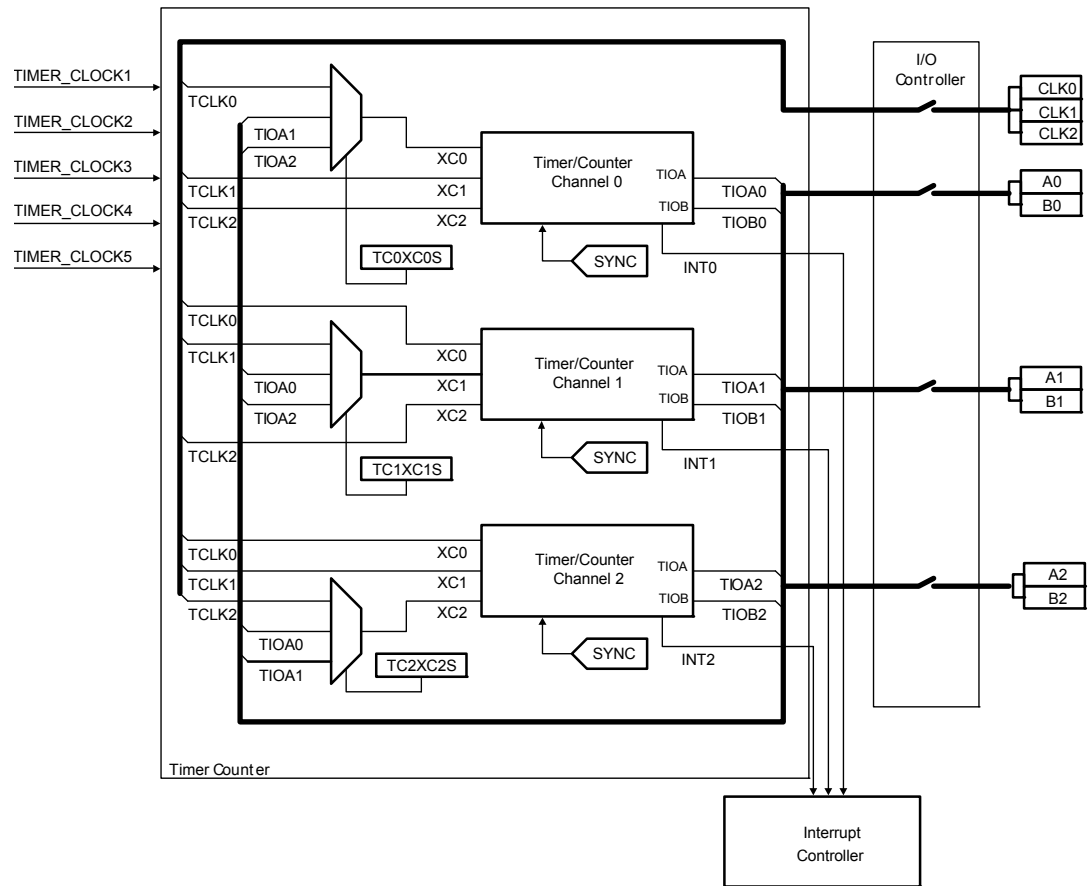 TIMER_CLOCK1
TIMER_CLOCK2
TIMER_CLOCK3
TIMER_CLOCK4
TIMER_CLOCK5
TCLK0
TIOA1
TIOA2
TCLK1
TCLK2
XC0
XC1
XC2
Timer/Counter
Channel 0
TIOA
TIOB
TIOA0
TIOB0
TC0XC0S
SYNC
INT0
TCLK0
TCLK1
TIOA0
TIOA2
TCLK2
XC0
XC1
XC2
Timer/Counter
Channel 1
TIOA
TIOB
TIOA1
TIOB1
TC1XC1S
SYNC
INT1
TCLK0
TCLK1
TCLK2
TIOA0
TIOA1
XC0
XC1
XC2
Timer/Counter
Channel 2
TIOA
TIOB
TIOA2
TIOB2
TC2XC2S
SYNC
INT2
Timer Counter
I/O
Controller
CLK0
CLK1
CLK2
A0
B0
A1
B1
A2
B2
Interrupt
Controller